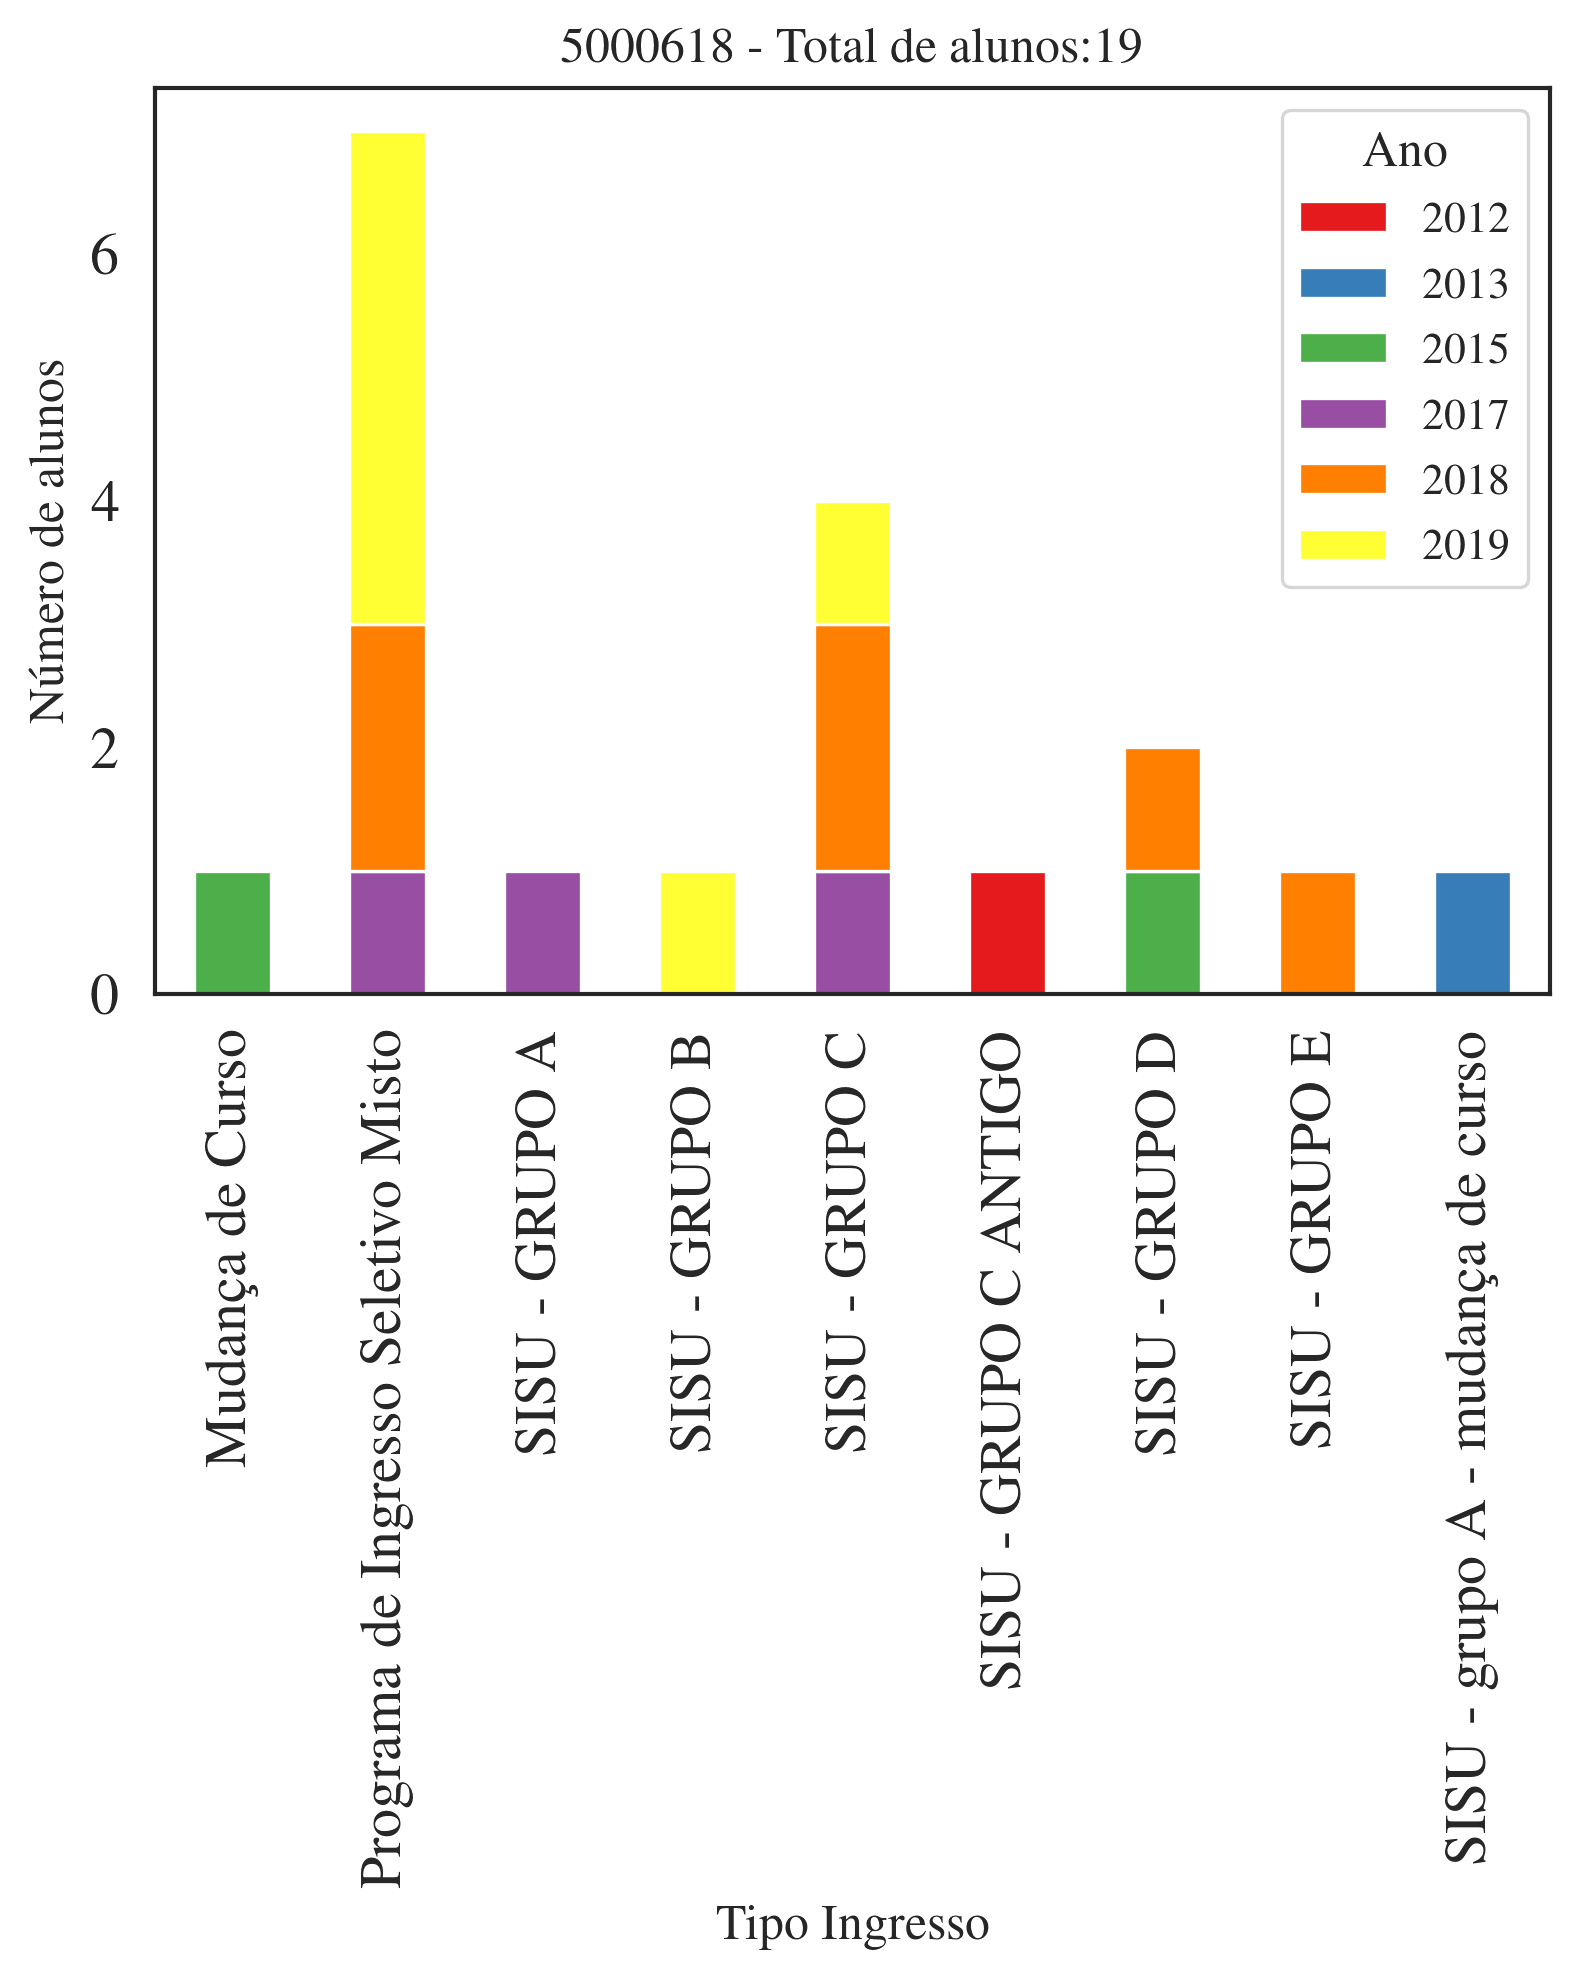 5000618 - Total de alunos:19
Número de alunos
6
4
2
0
Ano
2012
2013
2015
2017
2018
2019
Mudança de Curso
Programa de Ingresso Seletivo Misto
SISU - GRUPO A
SISU - GRUPO B
SISU - GRUPO C
SISU - GRUPO C ANTIGO
SISU - GRUPO D
SISU - GRUPO E
SISU - grupo A - mudança de curso
Tipo Ingresso